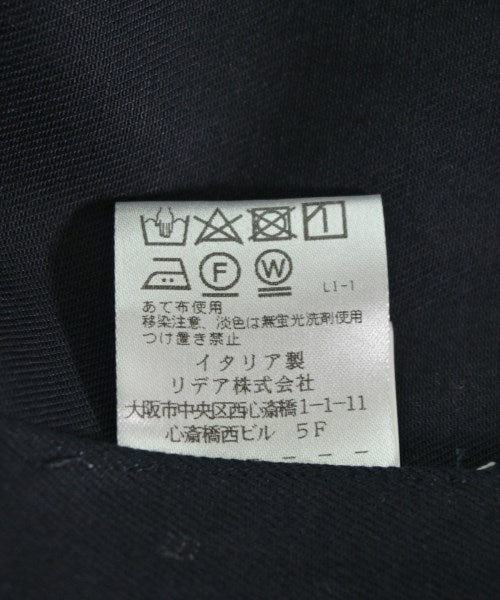 F
W
LI-1
あて布使用
移染注意、淡色は無蛍光洗剤使用
つけ置き禁止
イタリア製
リデア株式会社
大阪市中央区西心斎橋1-1-11
心斎橋西ビル 5F